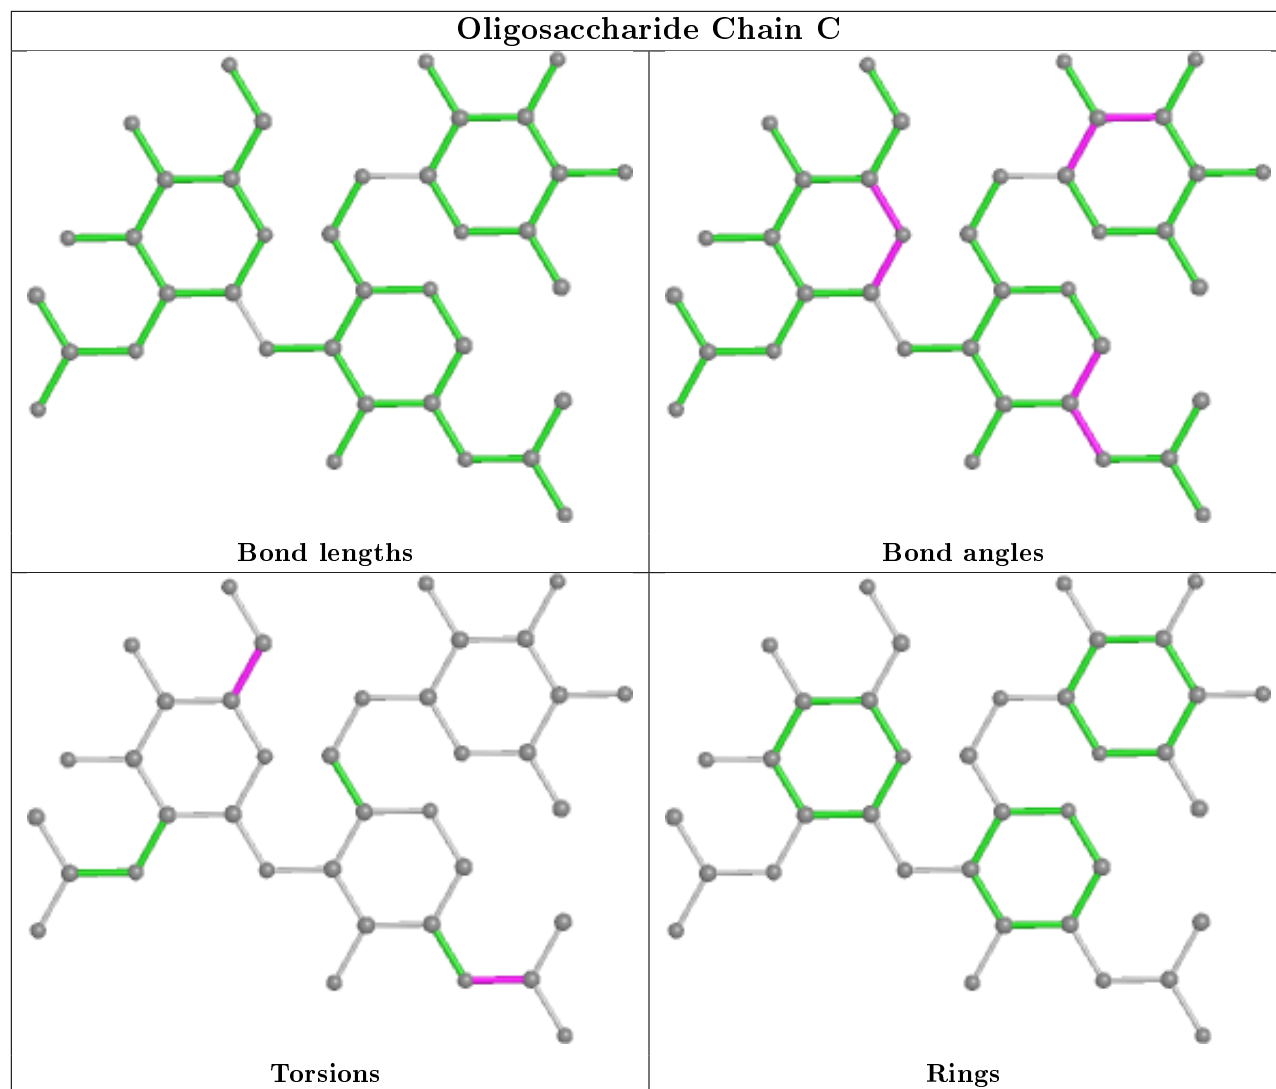 Oligosaccharide Chain C
Bond lengths
Bond angles
Torsions
Rings